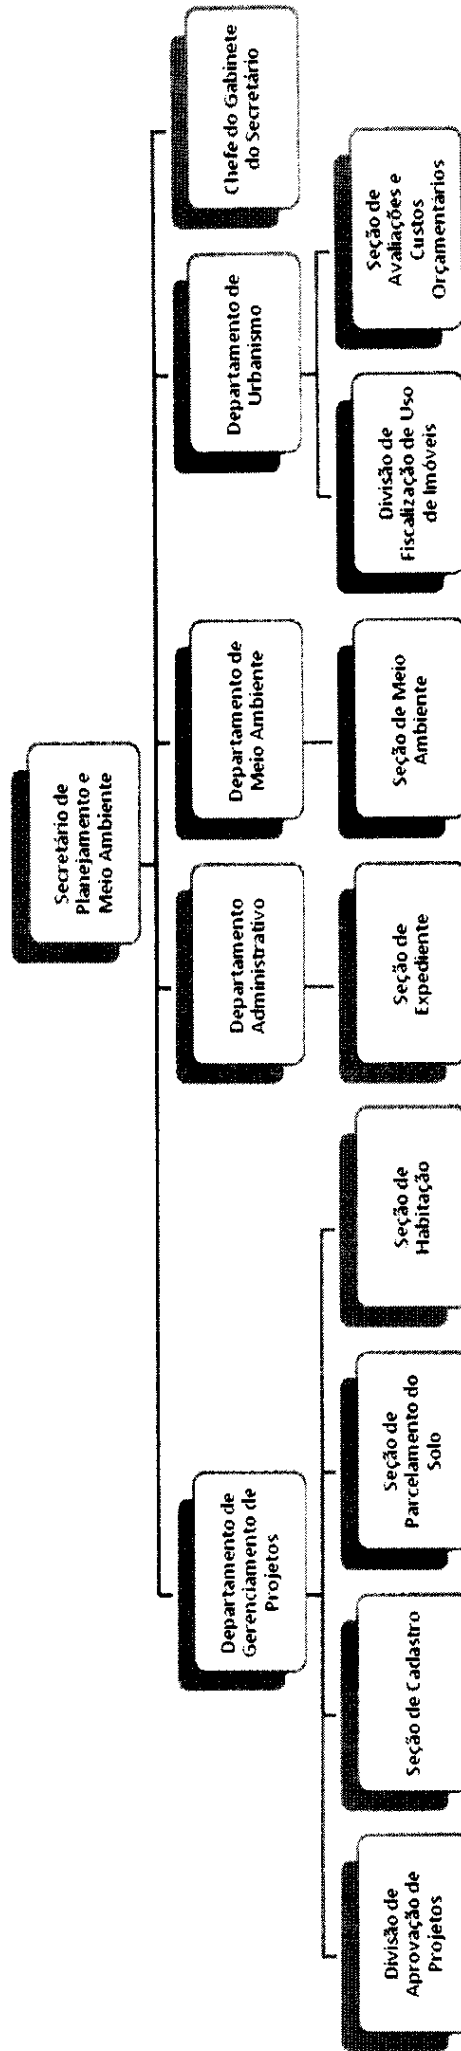 Secretário de
Planejamento e
Meio Ambiente
Departamento de
Gerenciamento de
Projetos
Departamento
Administrativo
Departamento de
Meio Ambiente
Departamento de
Urbanismo
Chefe do Gabinete
do Secretário
Divisão de
Aprovação de
Projetos
Seção de Cadastro
Seção de
Parcelamento do
Solo
Seção de
Habitação
Seção de
Expediente
Seção de Meio
Ambiente
Divisão de
Fiscalização de Uso
de Imóveis
Seção de
Avaliações e
Custos
Orçamentários